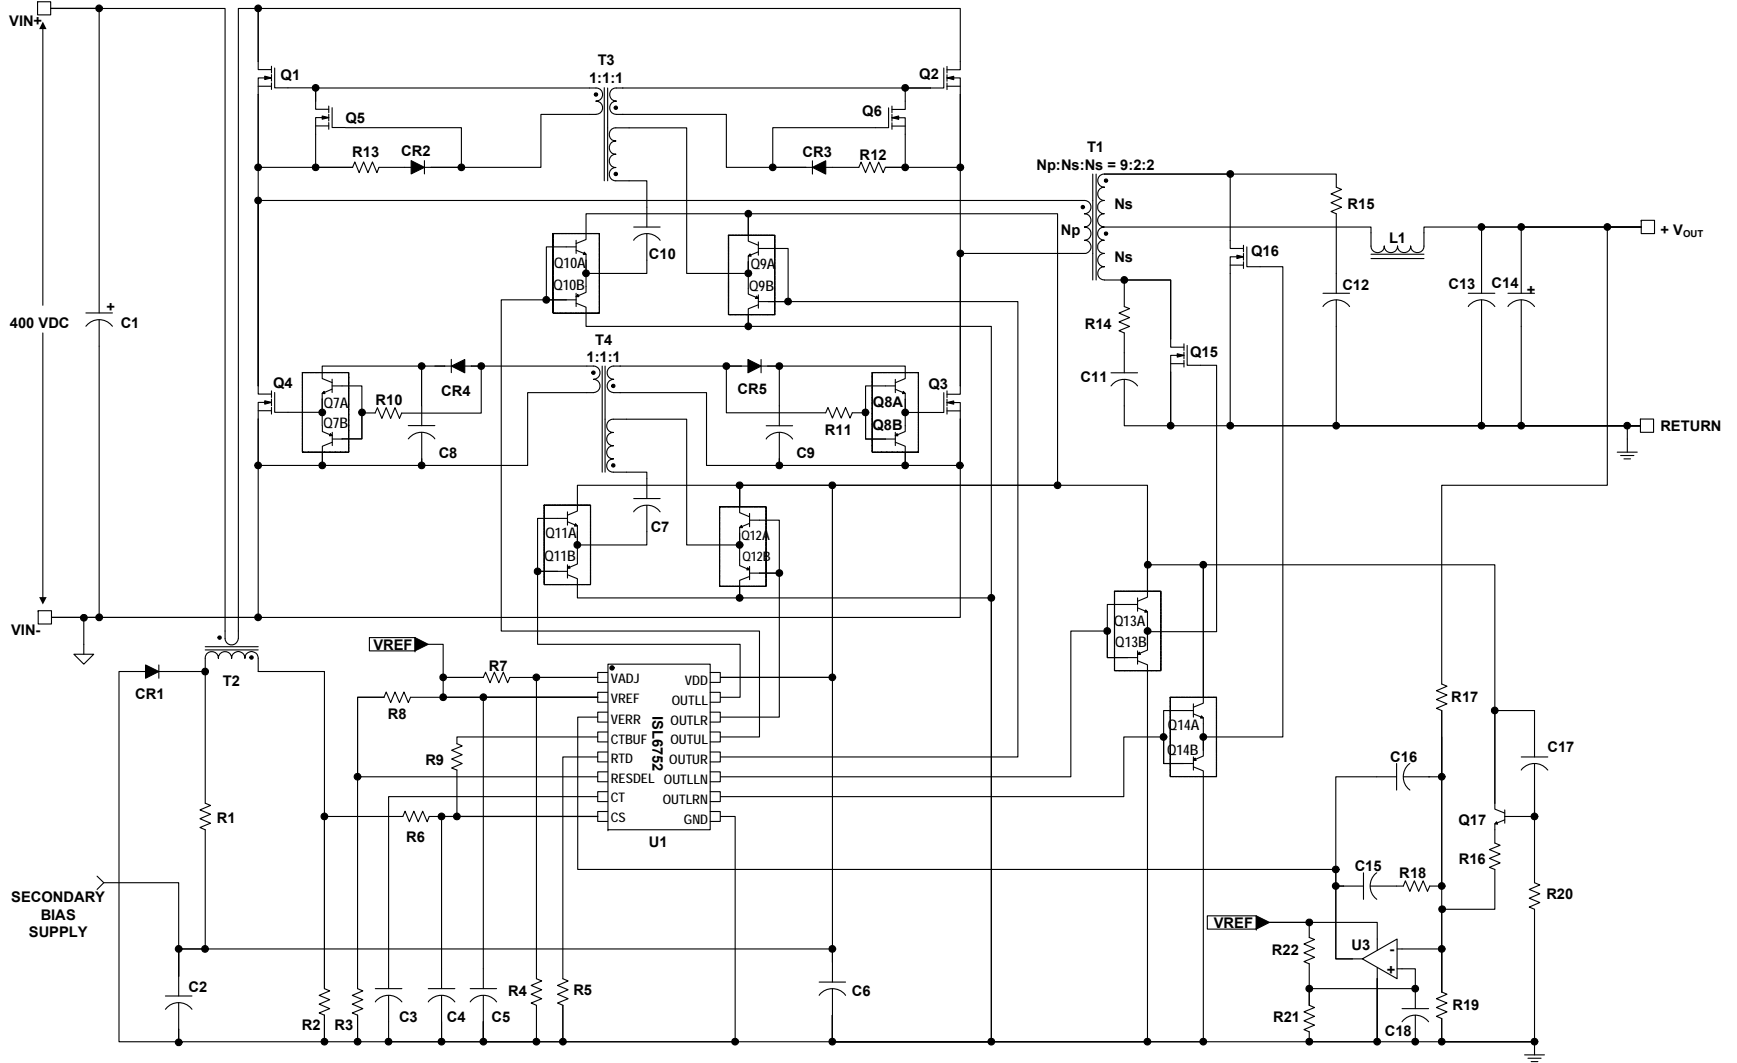 VIN+
Q1
T3
1:1:1
Q2
Q5
Q6
R13
CR2
CR3
R12
T1
Np:Ns:Ns = 9:2:2
Ns
R15
Np
Ns
L1
+ VOUT
Q10A
Q10B
C10
Q9A
Q9B
Q16
C12
C13
C14
400 VDC
C1
R14
Q15
C11
T4
1:1:1
Q4
CR4
CR5
Q3
Q7A
Q7B
R10
C8
R11
C9
Q8A
Q8B
RETURN
Q11A
Q11B
C7
Q12A
Q12B
VIN-
Q13A
Q13B
VREF
CR1
T2
R7
R8
R9
VADJ
VREF
VERR
CTBUF
RTD
RESDEL
CT
CS
ISL6752
VDD
OUTLL
OUTLR
OUTUL
OUTUR
OUTLLN
OUTLRN
GND
U1
Q14A
Q14B
R17
C16
C17
Q17
R16
R1
R6
C15
R18
R20
SECONDARY
BIAS
SUPPLY
VREF
R22
U3
-
+
C2
R2
R3
C3
C4
C5
R4
R5
C6
R21
C18
R19